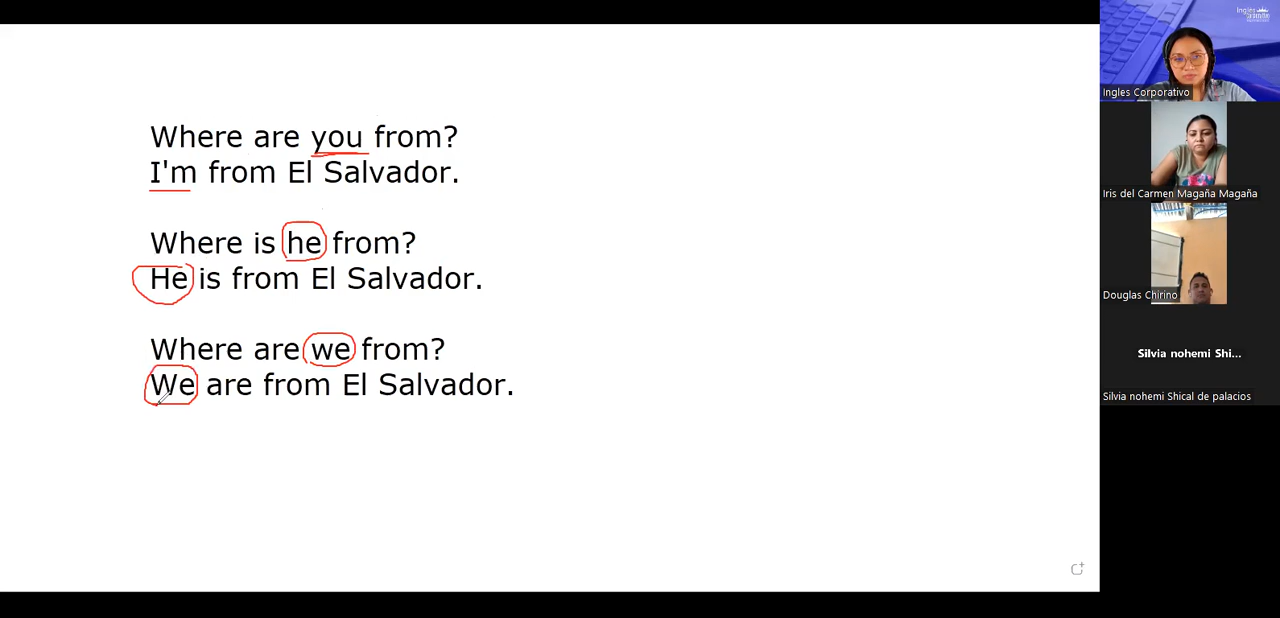 Where are you from?
I'm from El Salvador.
Where is he from?
He is from El Salvador.
Where are we from?
We are from El Salvador.
Ingles Corporativo
Iris del Carmen Magaña Magaña
Douglas Chirino
Silvia nohemi Shi...
Silvia nohemi Shical de palacios